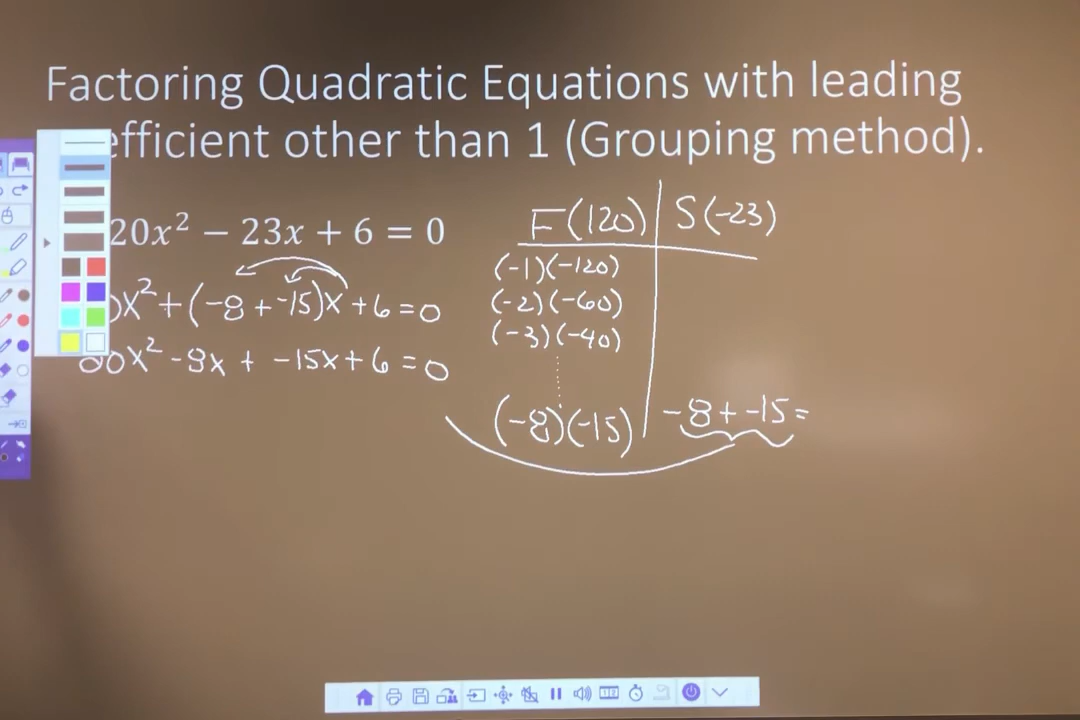 Factoring Quadratic Equations with leading
efficient other than 1 (Grouping method).
20x² – 23x + 6 = 0
F(120) | S(-23)
x² + (-8 + -15)x + 6 = 0
(-1)(-120)
(-2)(-60)
(-3)(-40)
0x² - 8x + -15x + 6 = 0
(-8)(-15) | -8 + -15 =